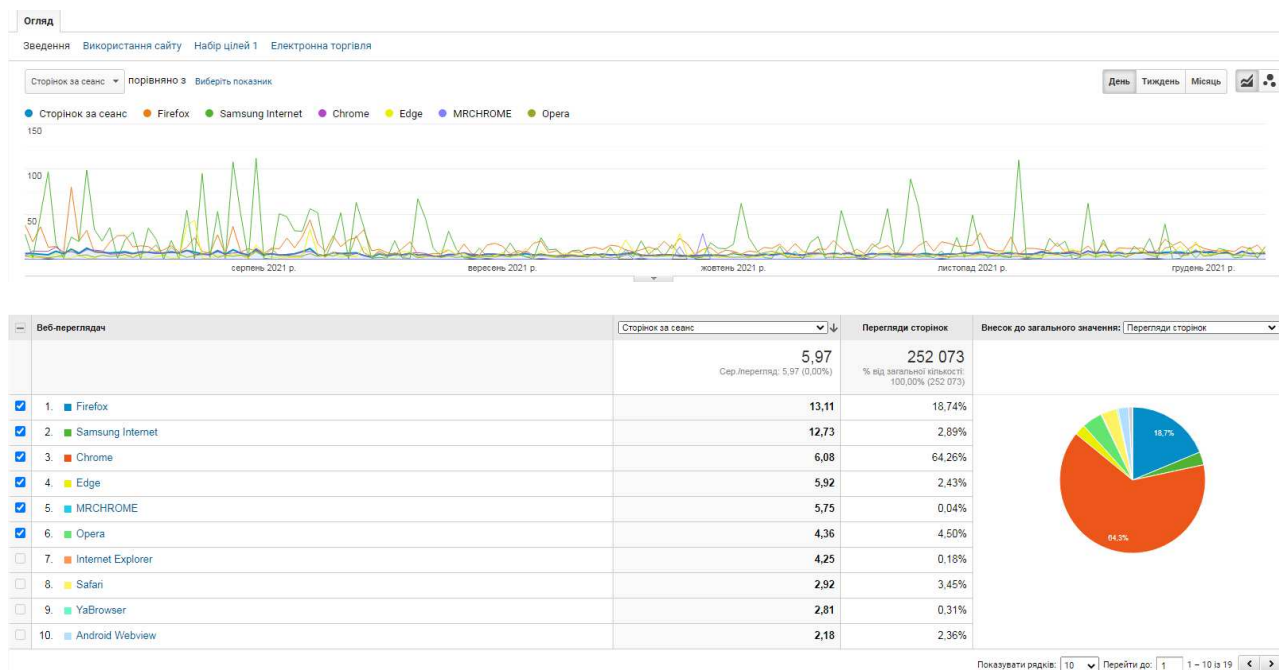 Огляд
Зведення Використання сайту Набір цілей 1 Електронна торгівля
Сторінок за сеанс порівняно з Виберіть показник День Тиждень Місяць
Сторінок за сеанс Firefox Samsung Internet Chrome Edge MRCHROME Opera
150
100
50
серпень 2021 р. вересень 2021 р. жовтень 2021 р. листопад 2021 р. грудень 2021 р.
Веб-переглядач Сторінок за сеанс Перегляди сторінок Внесок до загального значення: Перегляди сторінок
5,97 252 073
Сер./перегляд: 5,97 (0,00%) % від загальної кількості: 100,00% (252 073)
1. Firefox 13,11 18,74%
2. Samsung Internet 12,73 2,89%
3. Chrome 6,08 64,26%
4. Edge 5,92 2,43%
5. MRCHROME 5,75 0,04%
6. Opera 4,36 4,50%
7. Internet Explorer 4,25 0,18%
8. Safari 2,92 3,45%
9. YaBrowser 2,81 0,31%
10. Android Webview 2,18 2,36%
18,7%
64,3%
Показувати рядків: 10 Перейти до: 1 1 – 10 із 19